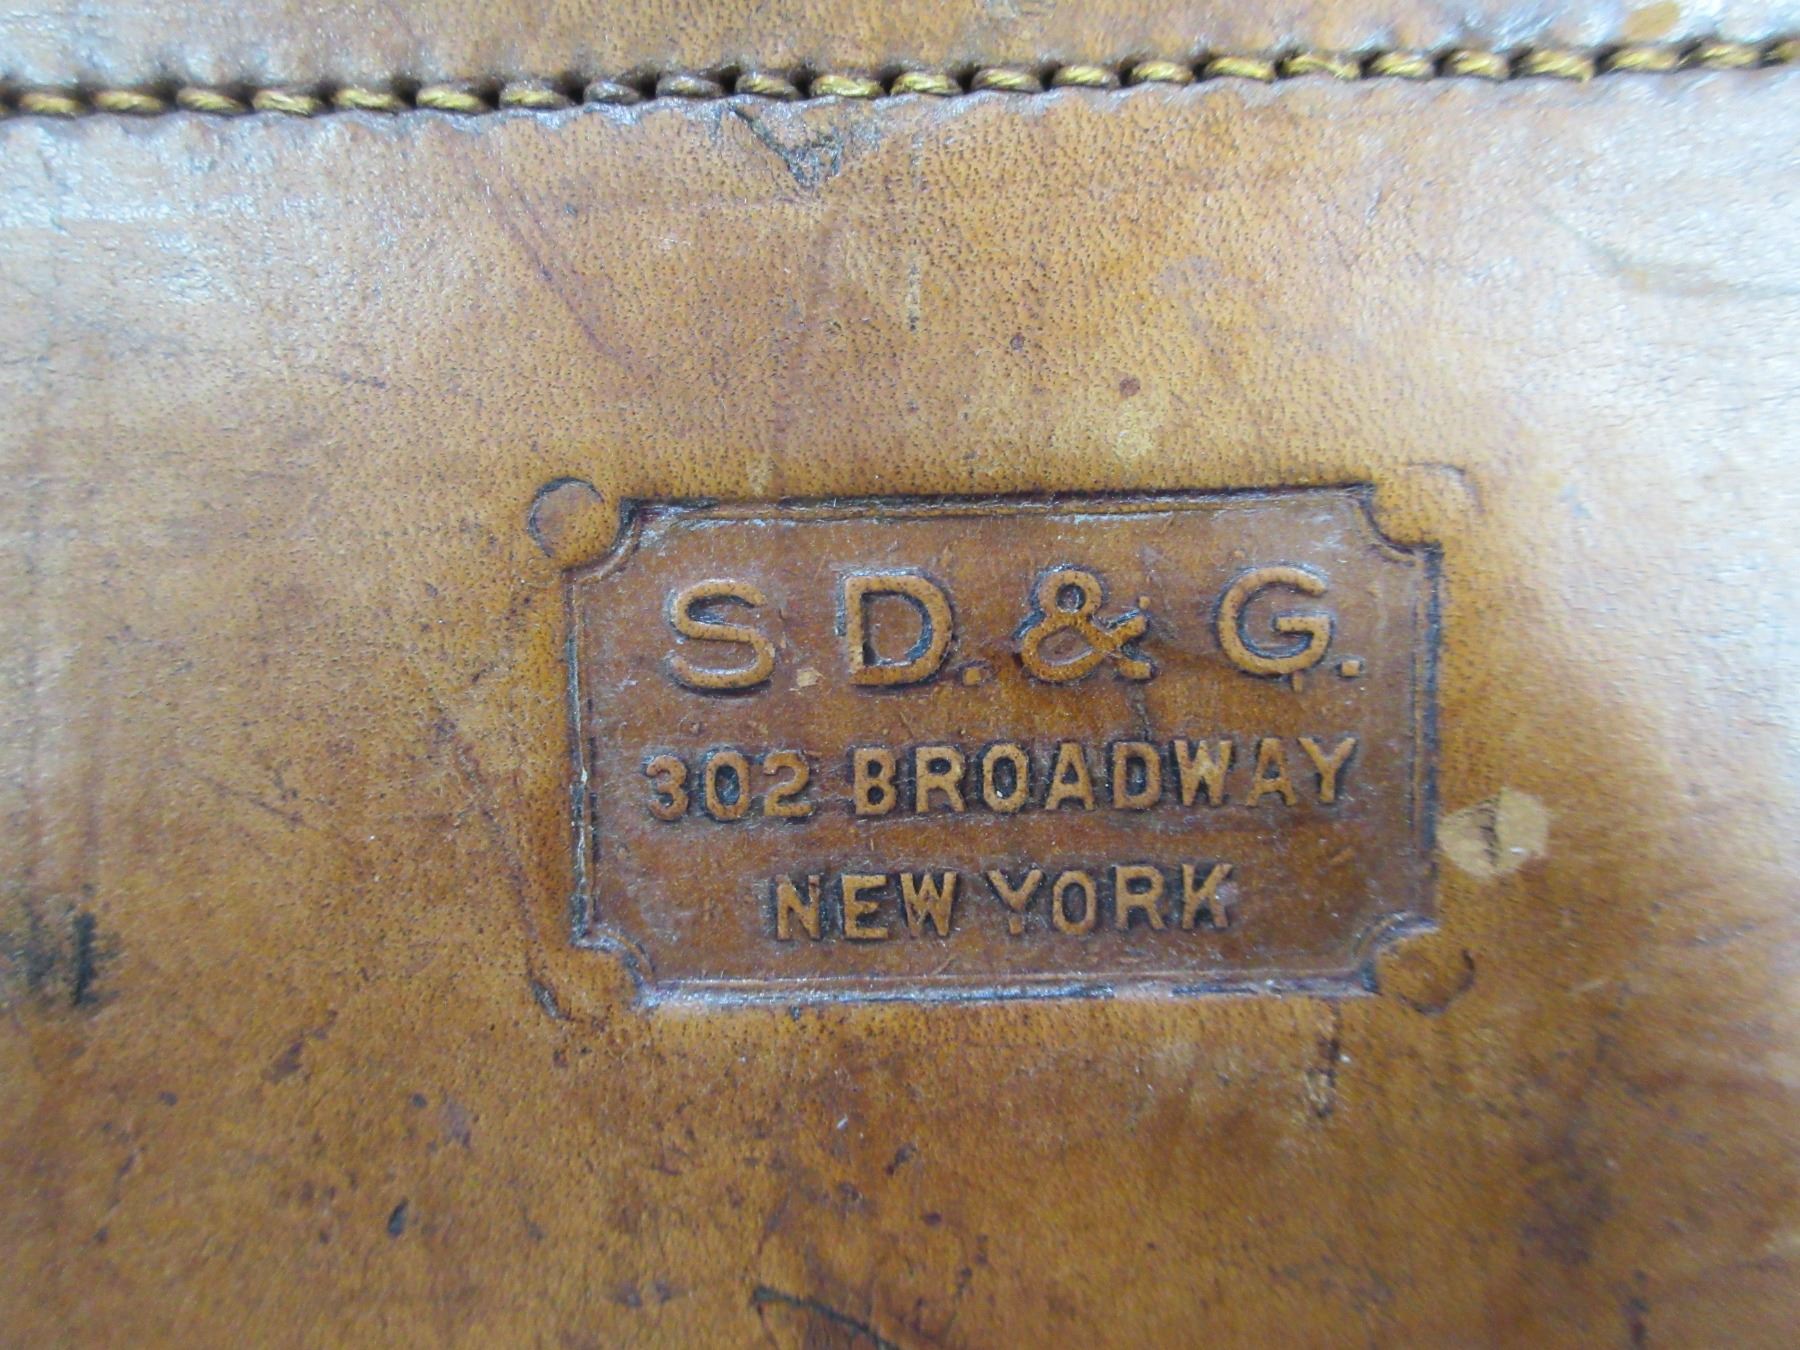 S. D. & G.
302 BROADWAY
NEW YORK